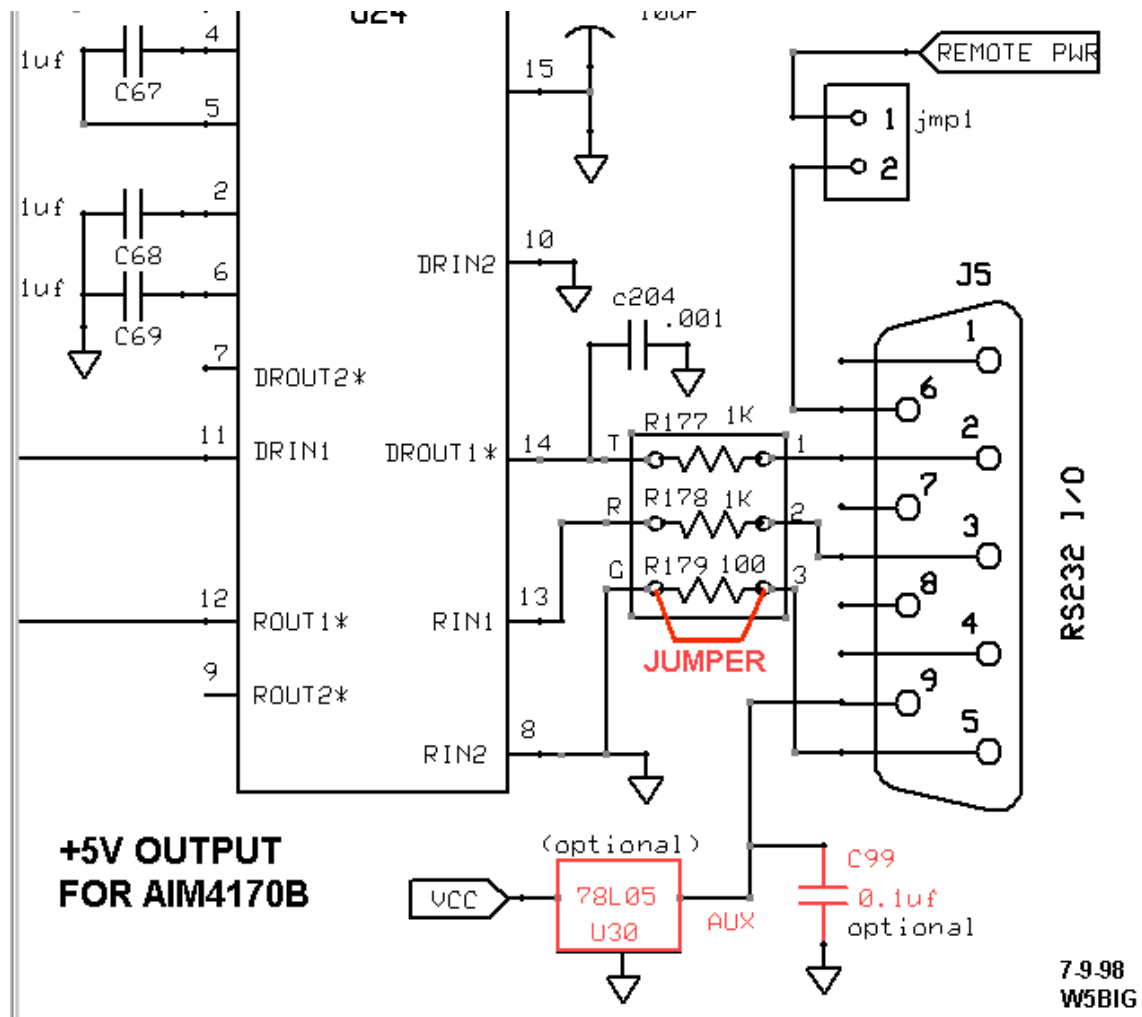 U24
10uF
4
1uf
C67
5
15
REMOTE PWR
1
jmp1
2
2
1uf
C68
6
1uf
C69
10
DRIN2
c204
.001
J5
1
6
7
DROUT2*
11
DRIN1
DROUT1*
14
T
R177 1K
1
2
7
R
R178 1K
2
3
G
R179 100
3
8
12
ROUT1*
RIN1
13
JUMPER
4
9
ROUT2*
9
8
RIN2
5
RS232 I/O
+5V OUTPUT
FOR AIM4170B
(optional)
VCC
78L05
U30
AUX
C99
0.1uf
optional
7-9-98
W5BIG